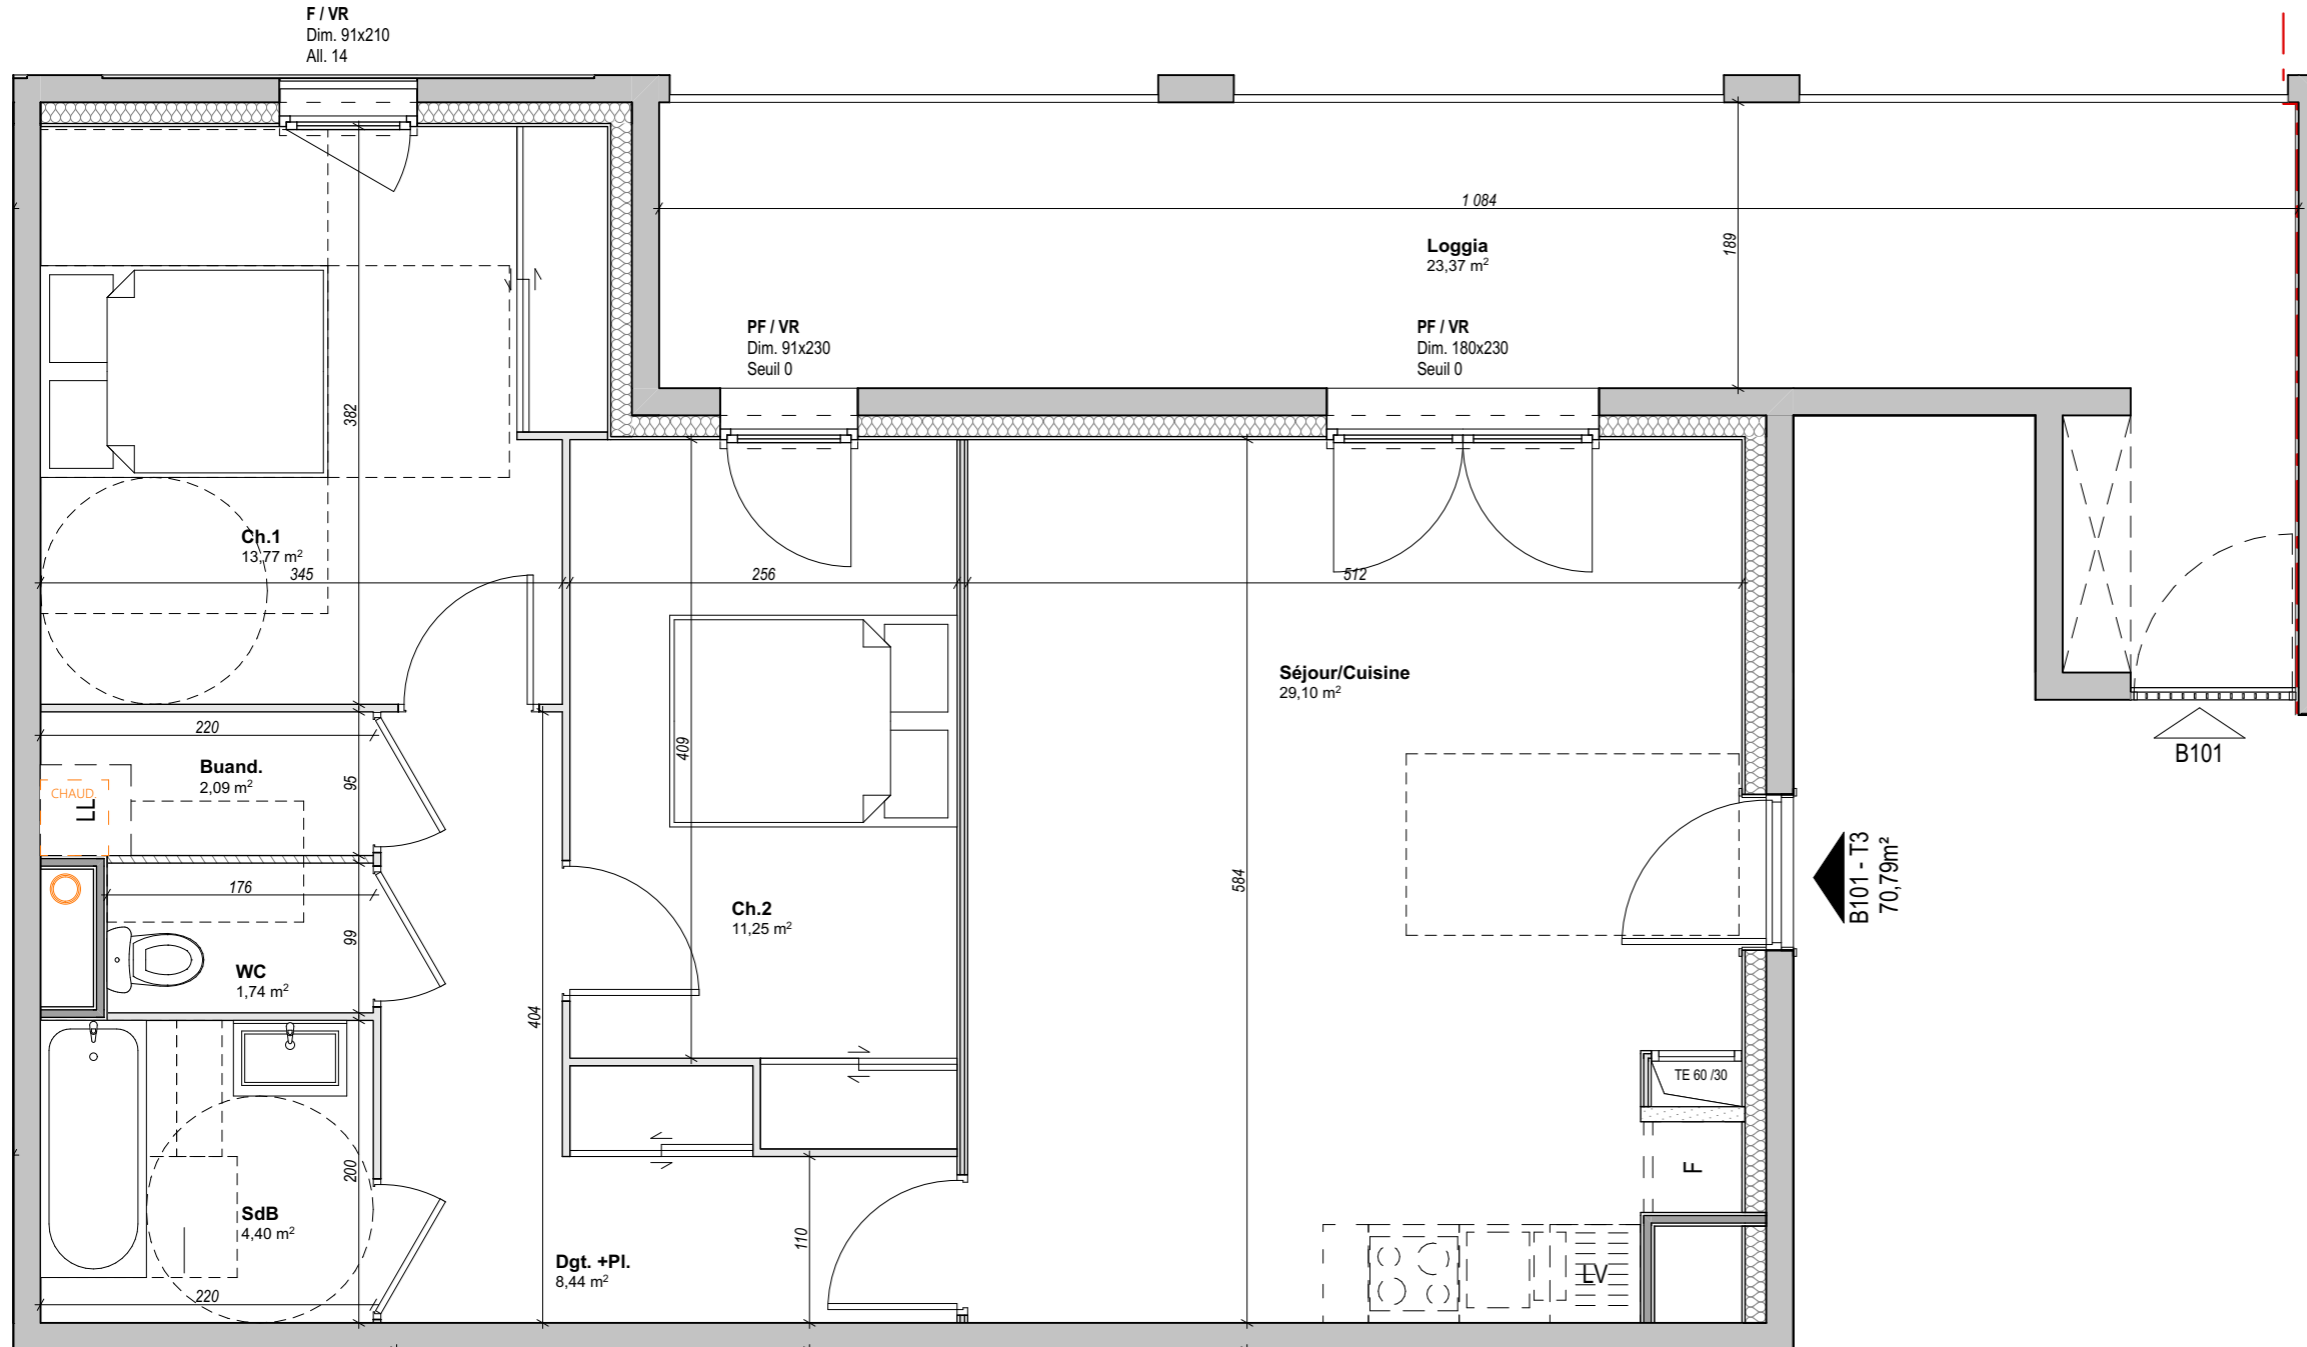 F / VR
Dim. 91x210
All. 14
1 084
Loggia
23,37 m²
189
PF / VR
Dim. 91x230
Seuil 0
PF / VR
Dim. 180x230
Seuil 0
382
Ch.1
13,77 m²
345
256
512
Séjour/Cuisine
29,10 m²
220
409
Buand.
2,09 m²
95
CHAUD.
LL
B101
B101 - T3
70,79m²
176
584
Ch.2
11,25 m²
99
WC
1,74 m²
404
TE 60 /30
F
200
SdB
4,40 m²
110
Dgt. +Pl.
8,44 m²
LV
220